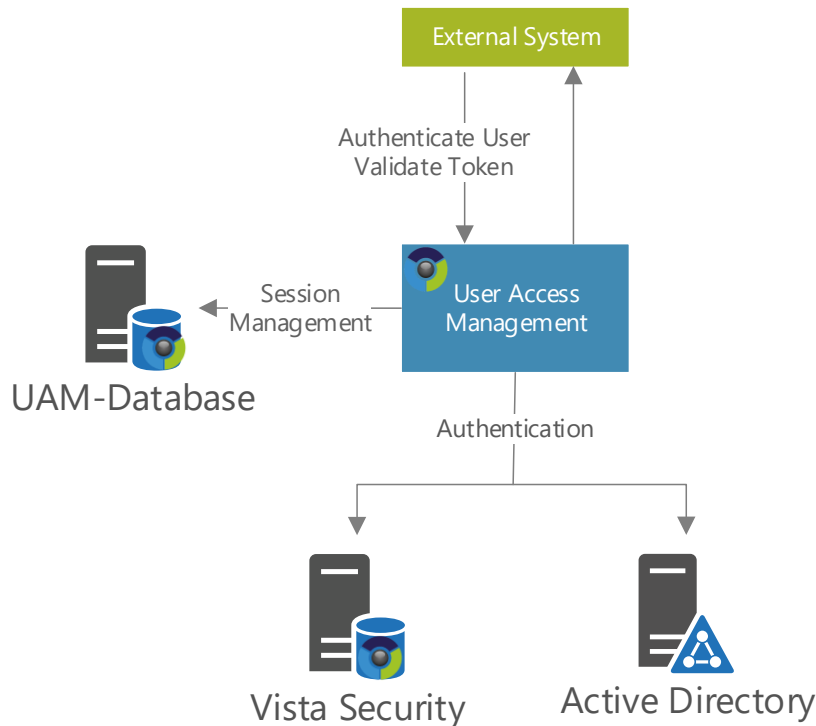 External System
Authenticate User
Validate Token
User Access
Management
Session
Management
UAM-Database
Authentication
Vista Security
Active Directory